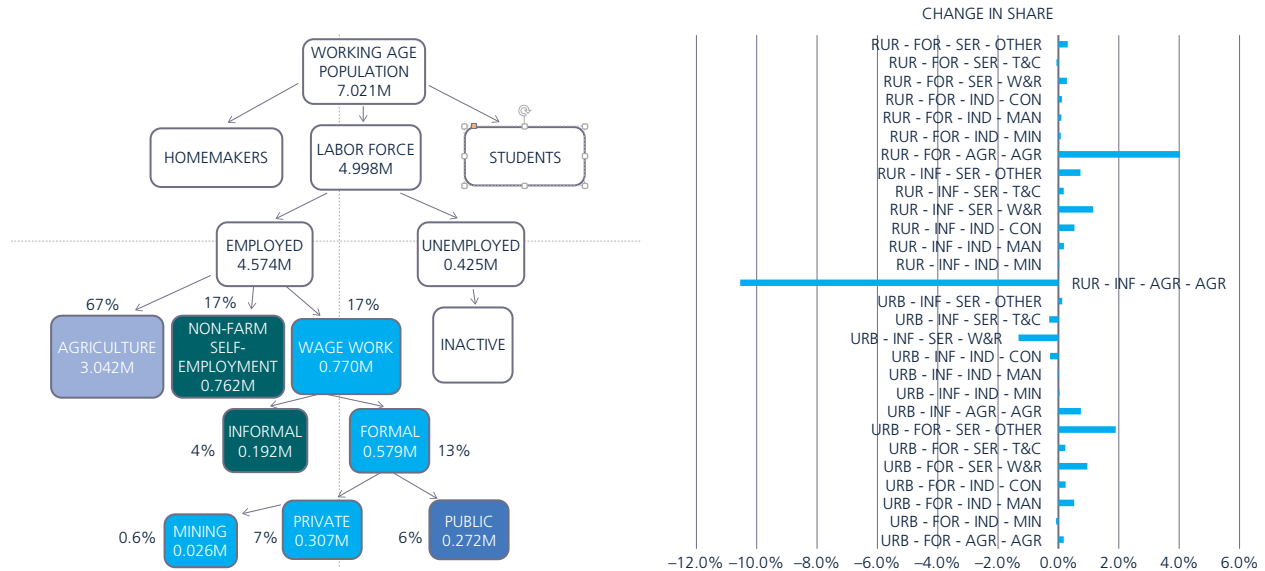 WORKING AGE
POPULATION
7.021M
HOMEMAKERS
LABOR FORCE
4.998M
STUDENTS
EMPLOYED
4.574M
UNEMPLOYED
0.425M
67%
17%
17%
AGRICULTURE
3.042M
NON-FARM
SELF-
EMPLOYMENT
0.762M
WAGE WORK
0.770M
INACTIVE
4%
INFORMAL
0.192M
FORMAL
0.579M
13%
0.6%
MINING
0.026M
7%
PRIVATE
0.307M
6%
PUBLIC
0.272M
CHANGE IN SHARE
RUR - FOR - SER - OTHER
RUR - FOR - SER - T&C
RUR - FOR - SER - W&R
RUR - FOR - IND - CON
RUR - FOR - IND - MAN
RUR - FOR - IND - MIN
RUR - FOR - AGR - AGR
RUR - INF - SER - OTHER
RUR - INF - SER - T&C
RUR - INF - SER - W&R
RUR - INF - IND - CON
RUR - INF - IND - MAN
RUR - INF - IND - MIN
RUR - INF - AGR - AGR
URB - INF - SER - OTHER
URB - INF - SER - T&C
URB - INF - SER - W&R
URB - INF - IND - CON
URB - INF - IND - MAN
URB - INF - IND - MIN
URB - INF - AGR - AGR
URB - FOR - SER - OTHER
URB - FOR - SER - T&C
URB - FOR - SER - W&R
URB - FOR - IND - CON
URB - FOR - IND - MAN
URB - FOR - IND - MIN
URB - FOR - AGR - AGR
−12.0% −10.0% −8.0% −6.0% −4.0% −2.0% 0.0% 2.0% 4.0% 6.0%